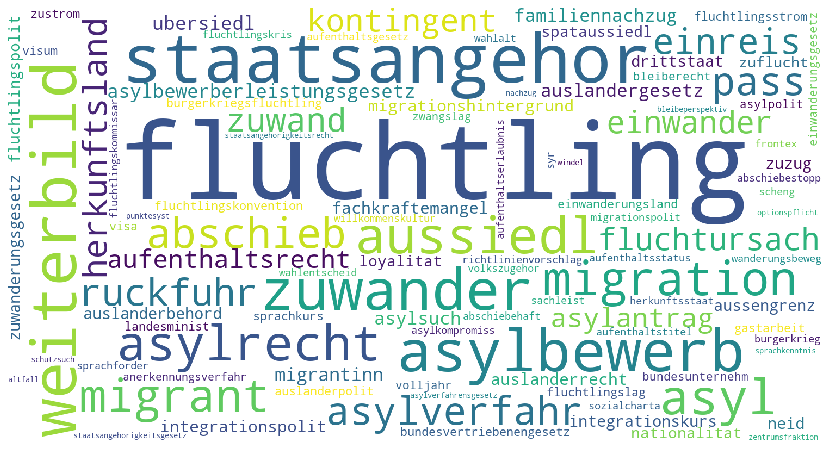 zustrom
ubersiedl
kontingent
familiennachzug
fluchtlingsstrom
fluchtlingskris
aufenthaltsgesetz
wahlalt
spataussiedl
einreis
visum
staatsangehor
drittstaat
zuflucht
bleiberecht
pass
asylbewerberleistungsgesetz
auslandergesetz
nachzug
burgerkriegsfluchtling
migrationshintergrund
bleibeperspektiv
asylpolit
einwanderungsgesetz
fluchtlingspolit
herkunftsland
fluchtlingskommissar
zuwand
zwangslag
einwander
staatsangehorigkeitsrecht
fluchtling
aufenthaltserlaubnis
frontex
syr
windel
zuzug
abschiebestopp
scheng
weiterbild
zuwanderungsgesetz
fluchtlingskonvention
fachkraftemangel
einwanderungsland
punktesyst
willkommenskultur
migrationspolit
optionspflicht
visa
abschieb
aussiedl
fluchtursach
aufenthaltsrecht
loyalitat
richtlinienvorschlag
aufenthaltsstatus
wanderungsbeweg
wahlentscheid
volkszugehor
ruckfuhr
zuwander
migration
aussengrenz
sachleist
herkunftsstaat
auslanderbehord
sprachkurs
asylsuch
abschiebehaft
asylantrag
landesminist
asylkompromiss
aufenthaltstitel
gastarbeit
asylrecht
asylbewerb
burgerkrieg
sprachkenntnis
schutzsuch
sprachforder
anerkennungsverfahr
migrantinn
auslanderrecht
bundesunternehm
altfall
migrant
auslanderpolit
volljahr
fluchtlingslag
asyl
asylverfahrensgesetz
asylverfahr
sozialcharta
integrationspolit
integrationskurs
neid
staatsangehorigkeitsgesetz
bundesvertriebenengesetz
nationalitat
zentrumsfraktion